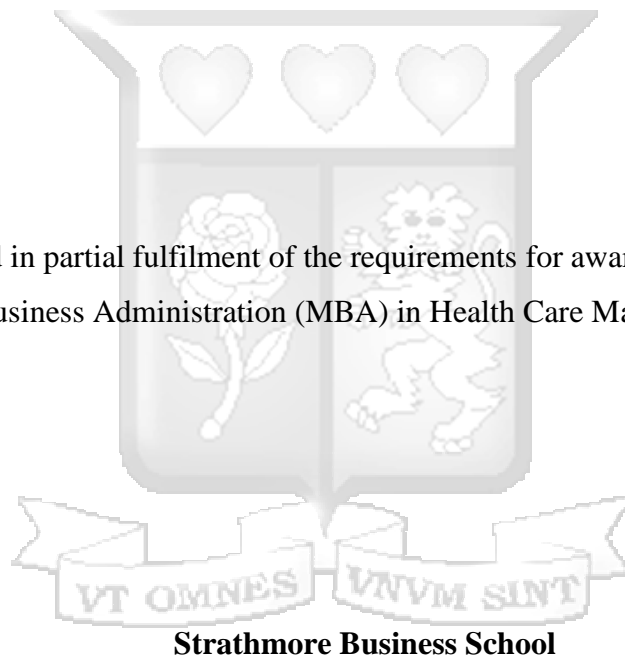 in partial fulfilment of the requirements for awar
usiness Administration (MBA) in Health Care Ma
VT OMNES VNVM SINT
Strathmore Business School